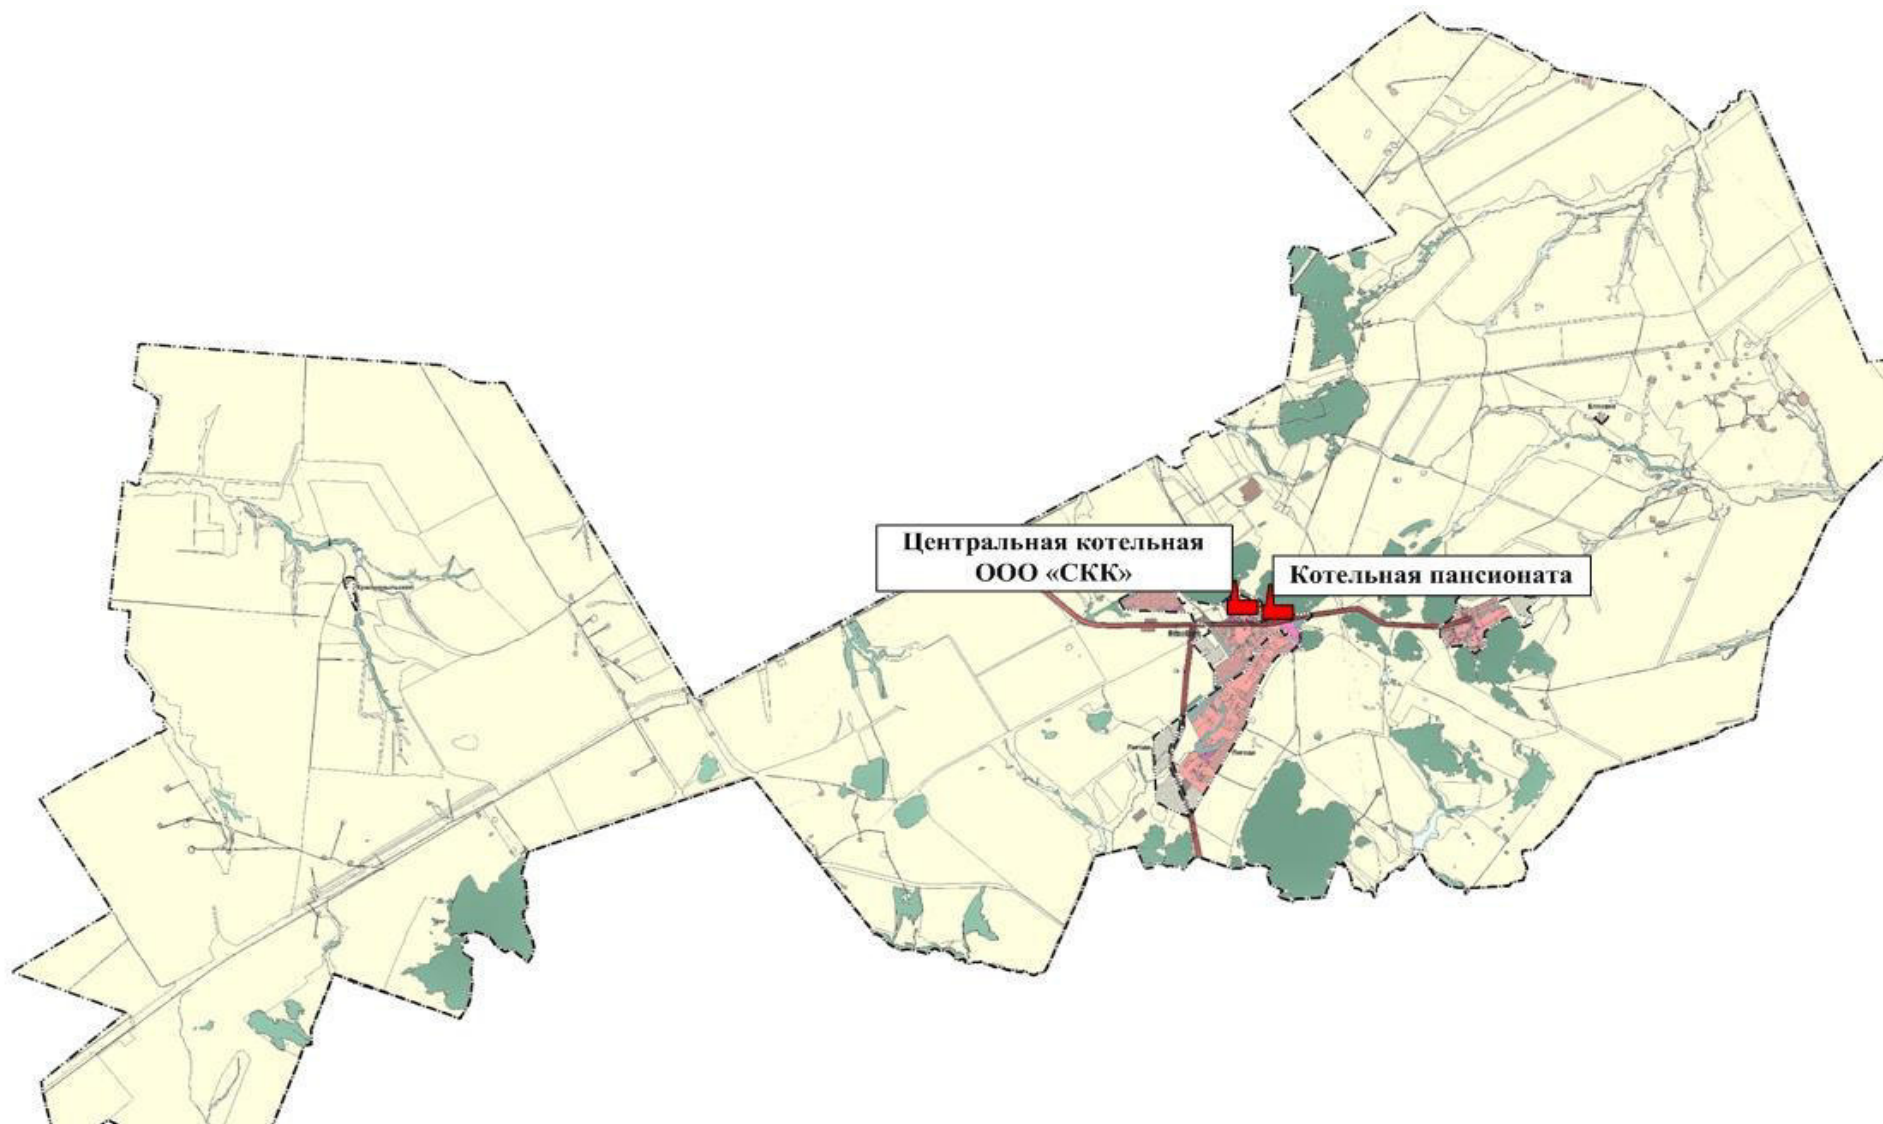 Центральная котельная
ООО «СКК»
Котельная пансионата